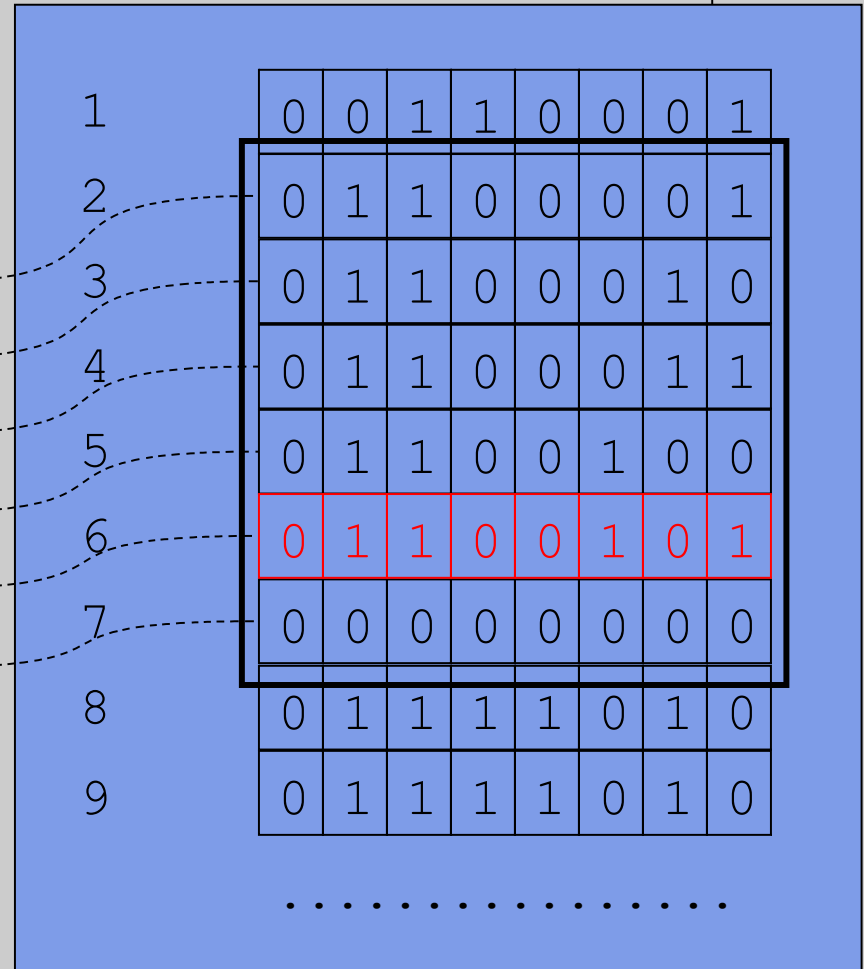 1 0 0 1 1 0 0 0 1
2 0 1 1 0 0 0 0 1
3 0 1 1 0 0 0 1 0
4 0 1 1 0 0 0 1 1
5 0 1 1 0 0 1 0 0
6 0 1 1 0 0 1 0 1
7 0 0 0 0 0 0 0 0
8 0 1 1 1 1 0 1 0
9 0 1 1 1 1 0 1 0
. . . . . . . . . . . . . . . .